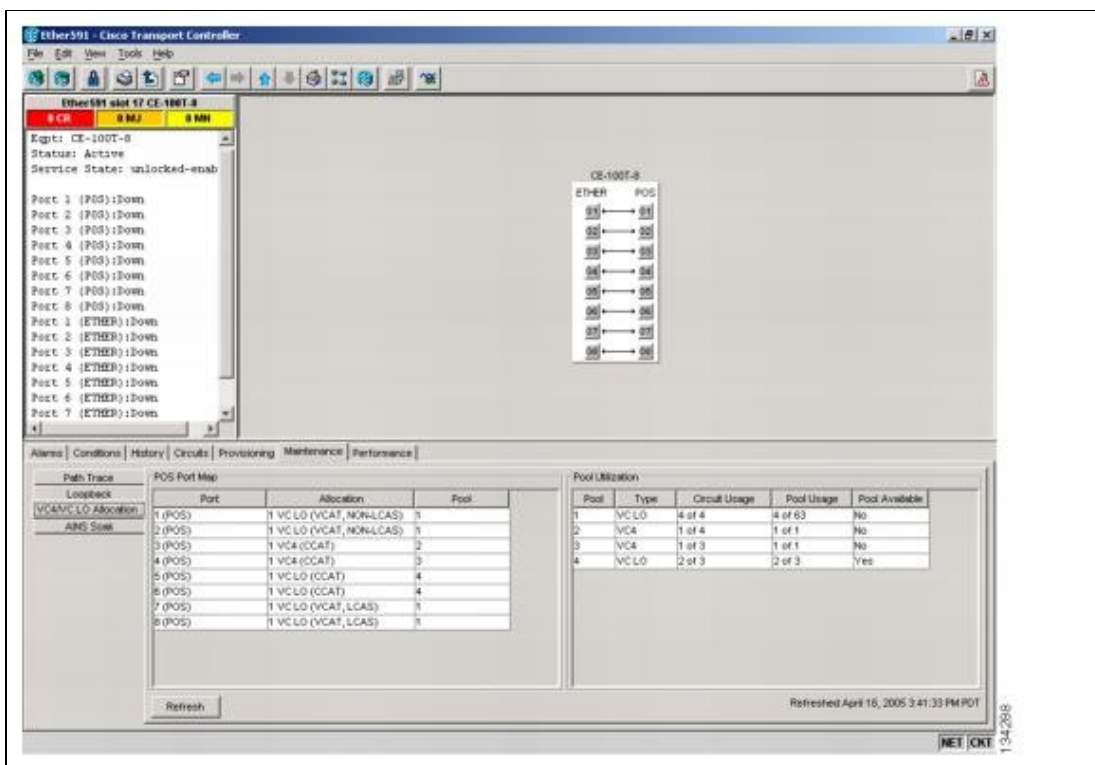 Ether591 - Cisco Transport Controller
File Edit View Tools Help
Ether591 slot 17 CE-100T-8
0 CR 0 MJ 0 MN
Eqpt: CE-100T-8
Status: Active
Service State: unlocked-enab
Port 1 (POS):Down
Port 2 (POS):Down
Port 3 (POS):Down
Port 4 (POS):Down
Port 5 (POS):Down
Port 6 (POS):Down
Port 7 (POS):Down
Port 8 (POS):Down
Port 1 (ETHER):Down
Port 2 (ETHER):Down
Port 3 (ETHER):Down
Port 4 (ETHER):Down
Port 5 (ETHER):Down
Port 6 (ETHER):Down
Port 7 (ETHER):Down
CE-100T-8
ETHER POS
01 01
02 02
03 03
04 04
05 05
06 06
07 07
08 08
Alarms Conditions History Circuits Provisioning Maintenance Performance
Path Trace
Loopback
VC4/VC LO Allocation
AINS Soak
POS Port Map
Port Allocation Pool
1 (POS) 1 VC LO (VCAT, NON-LCAS) 1
2 (POS) 1 VC LO (VCAT, NON-LCAS) 1
3 (POS) 1 VC4 (CCAT) 2
4 (POS) 1 VC4 (CCAT) 3
5 (POS) 1 VC LO (CCAT) 4
6 (POS) 1 VC LO (CCAT) 4
7 (POS) 1 VC LO (VCAT, LCAS) 1
8 (POS) 1 VC LO (VCAT, LCAS) 1
Refresh
Pool Utilization
Pool Type Circuit Usage Pool Usage Pool Available
1 VC LO 4 of 4 4 of 63 No
2 VC4 1 of 4 1 of 1 No
3 VC4 1 of 3 1 of 1 No
4 VC LO 2 of 3 2 of 3 Yes
Refreshed April 16, 2005 3:41:33 PM PDT
NET CKT
134288